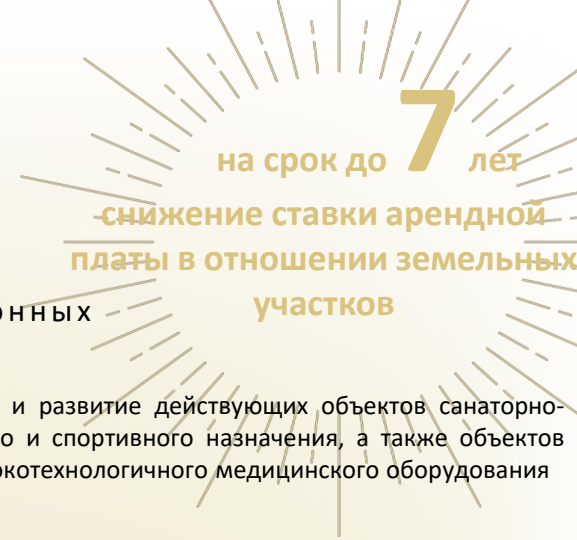 на срок до 7 лет
снижение ставки арендной
платы в отношении земельных
участков
онных
и развитие действующих объектов санаторно-
о и спортивного назначения, а также объектов
окотехнологичного медицинского оборудования